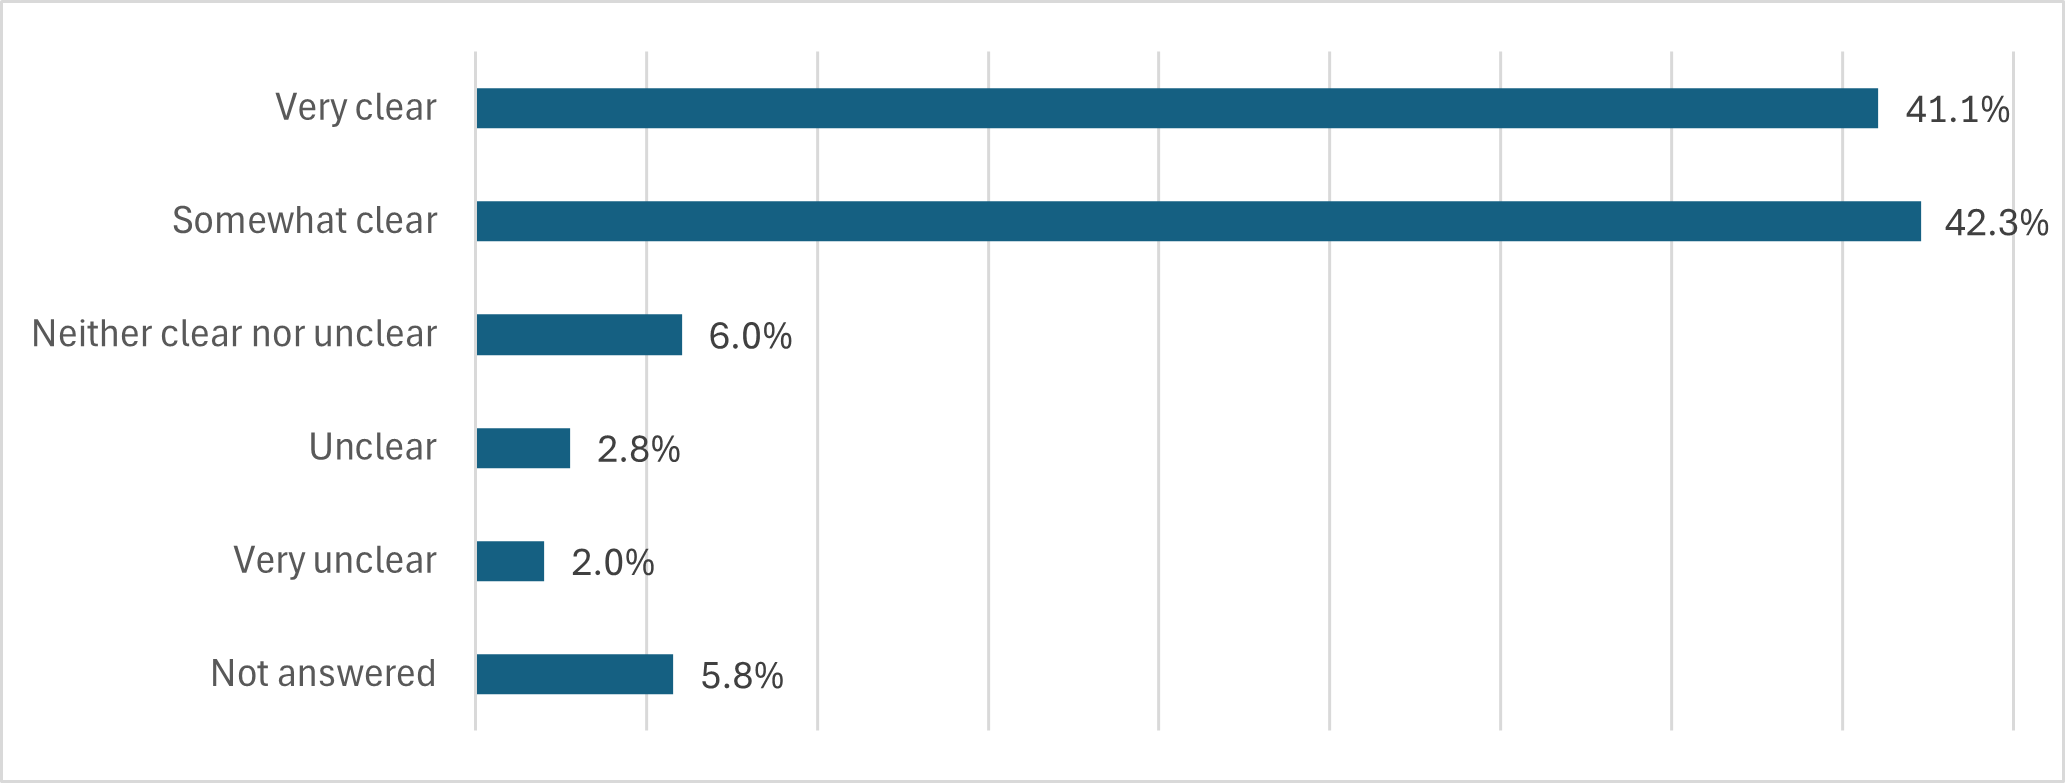 Very clear 41.1%
Somewhat clear 42.3%
Neither clear nor unclear 6.0%
Unclear 2.8%
Very unclear 2.0%
Not answered 5.8%